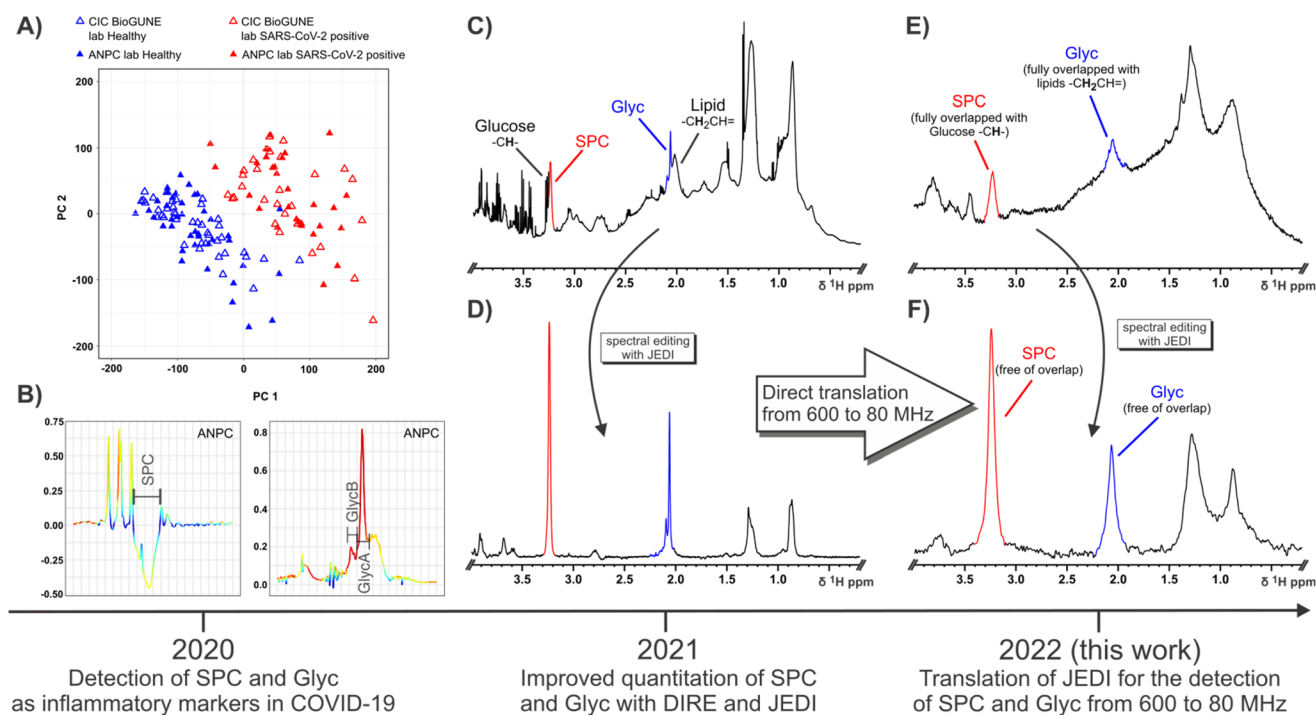 A)
△ CIC BioGUNE
lab Healthy
▲ ANPC lab Healthy
△ CIC BioGUNE
lab SARS-CoV-2 positive
▲ ANPC lab SARS-CoV-2 positive
200
100
0
-100
-200
PC 2
-200 -100 0 100 200
PC 1
B)
0.75
0.50
0.25
0.00
-0.25
-0.50
ANPC
SPC
0.8
0.6
0.4
0.2
0.0
ANPC
GlycB
GlycA
C)
Glucose
-CH-
SPC
Glyc
Lipid
-CH2CH=
3.5 3.0 2.5 2.0 1.5 1.0
δ 1H ppm
spectral editing
with JEDI
D)
3.5 3.0 2.5 2.0 1.5 1.0
δ 1H ppm
Direct translation
from 600 to 80 MHz
E)
SPC
(fully overlapped with
Glucose -CH-)
Glyc
(fully overlapped with
lipids -CH2CH=)
3.5 3.0 2.5 2.0 1.5 1.0
δ 1H ppm
spectral editing
with JEDI
F)
SPC
(free of overlap)
Glyc
(free of overlap)
3.5 3.0 2.5 2.0 1.5 1.0
δ 1H ppm
2020
Detection of SPC and Glyc
as inflammatory markers in COVID-19
2021
Improved quantitation of SPC
and Glyc with DIRE and JEDI
2022 (this work)
Translation of JEDI for the detection
of SPC and Glyc from 600 to 80 MHz